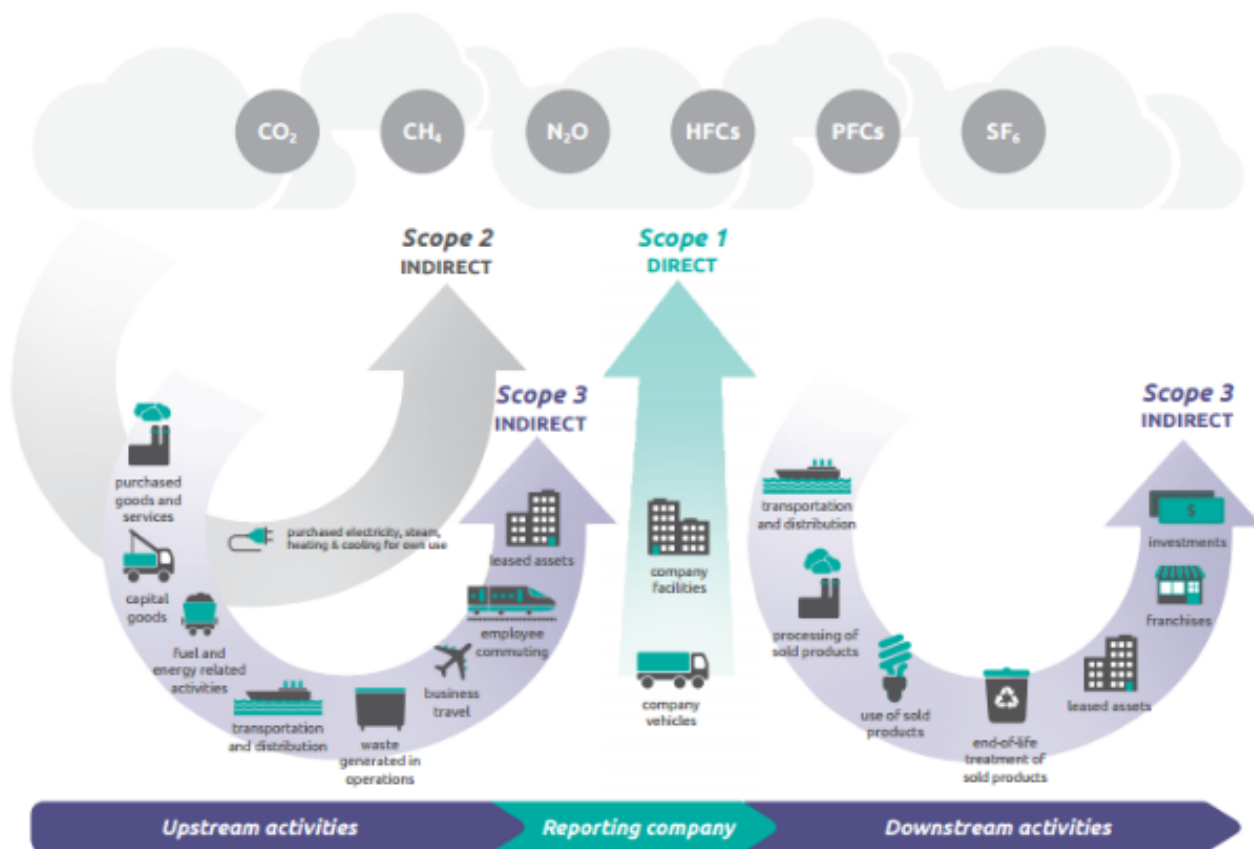 CO₂
CH₄
N₂O
HFCs
PFCs
SF₆
Scope 2
INDIRECT
Scope 1
DIRECT
Scope 3
INDIRECT
Scope 3
INDIRECT
purchased
goods and
services
capital
goods
fuel and
energy related
activities
purchased electricity, steam,
heating & cooling for own use
transportation
and distribution
waste
generated in
operations
business
travel
employee
commuting
leased assets
company
facilities
company
vehicles
transportation
and distribution
processing of
sold products
use of sold
products
end-of-life
treatment of
sold products
leased assets
franchises
$
investments
Upstream activities
Reporting company
Downstream activities